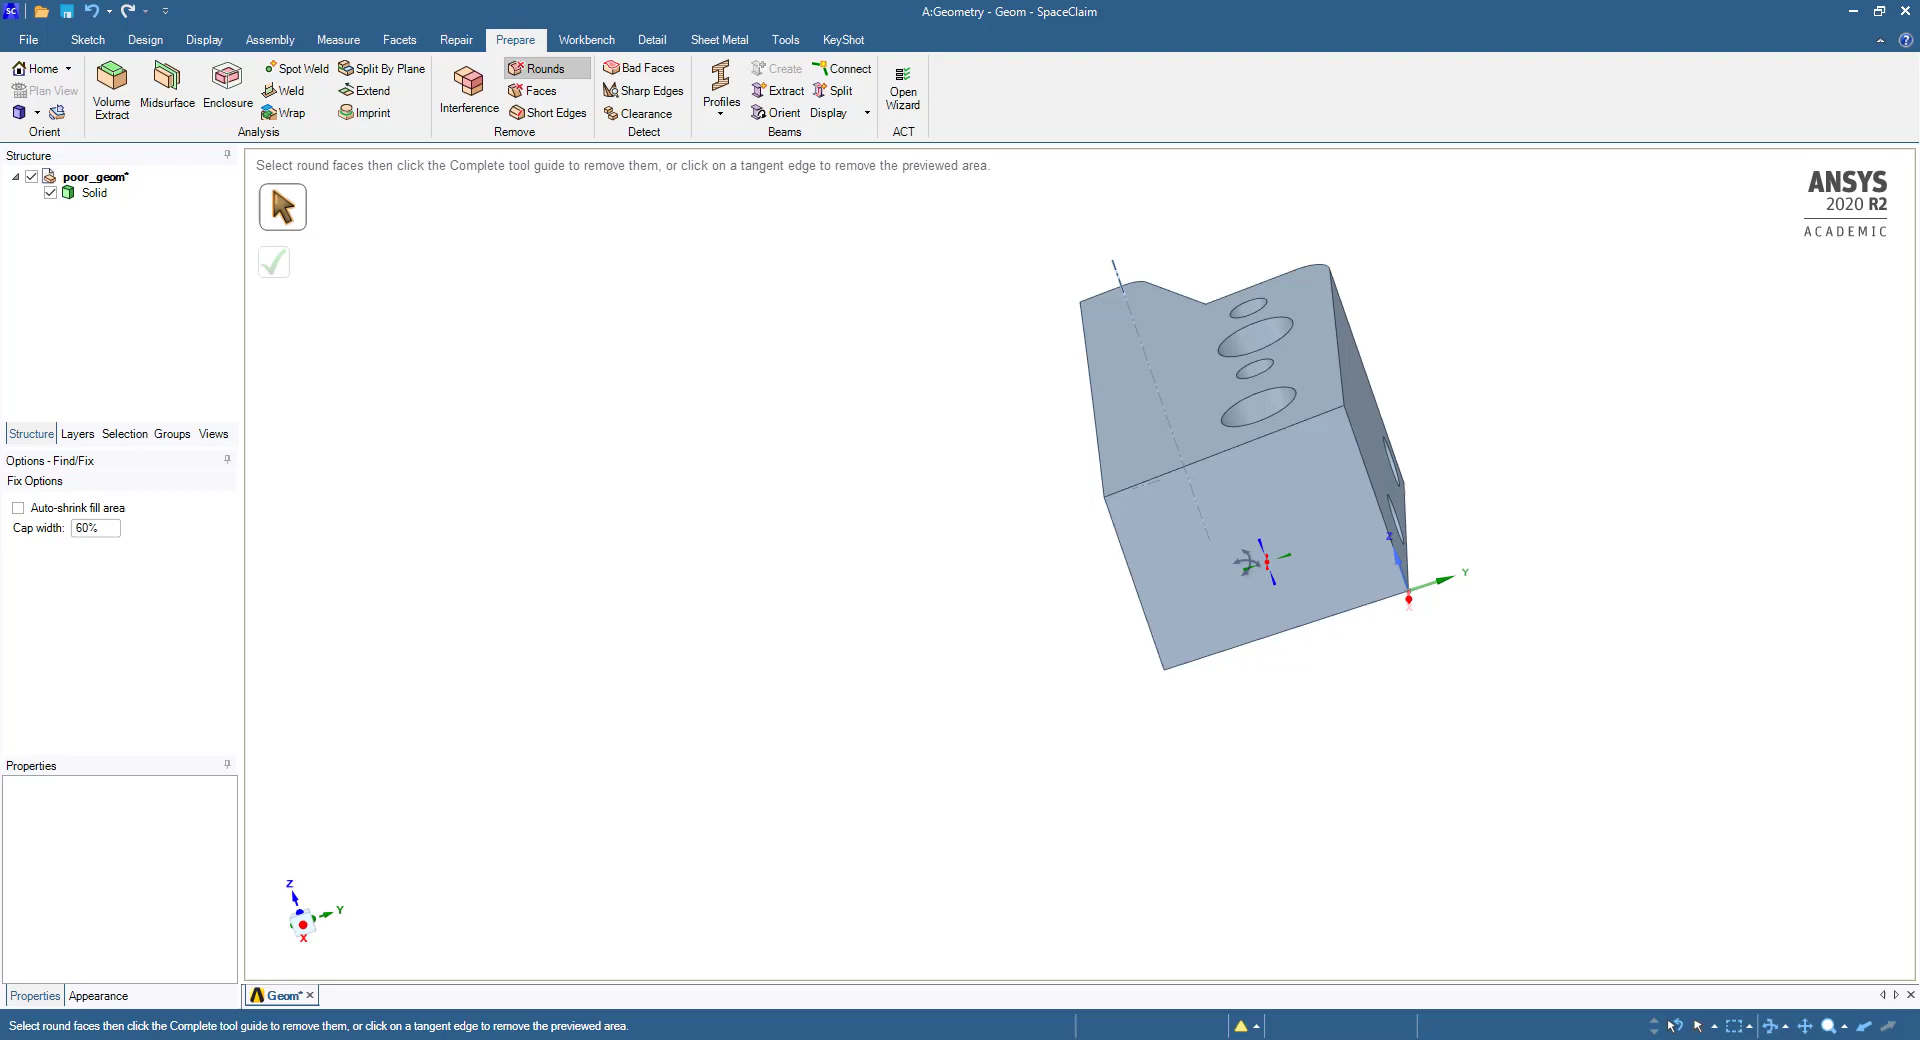 A:Geometry - Geom - SpaceClaim
File Sketch Design Display Assembly Measure Facets Repair Prepare Workbench Detail Sheet Metal Tools KeyShot
Home
Plan View
Orient
Volume Extract
Midsurface
Enclosure
Spot Weld
Weld
Wrap
Split By Plane
Extend
Imprint
Analysis
Interference
Rounds
Faces
Short Edges
Remove
Bad Faces
Sharp Edges
Clearance
Detect
Profiles
Create
Extract
Orient
Connect
Split
Display
Beams
Open Wizard
ACT
Structure
poor_geom*
Solid
Structure Layers Selection Groups Views
Options - Find/Fix
Fix Options
Auto-shrink fill area
Cap width: 60%
Properties
Properties Appearance
Select round faces then click the Complete tool guide to remove them, or click on a tangent edge to remove the previewed area.
ANSYS
2020 R2
ACADEMIC
Z
Y
X
Z
Y
X
Geom*
Select round faces then click the Complete tool guide to remove them, or click on a tangent edge to remove the previewed area.